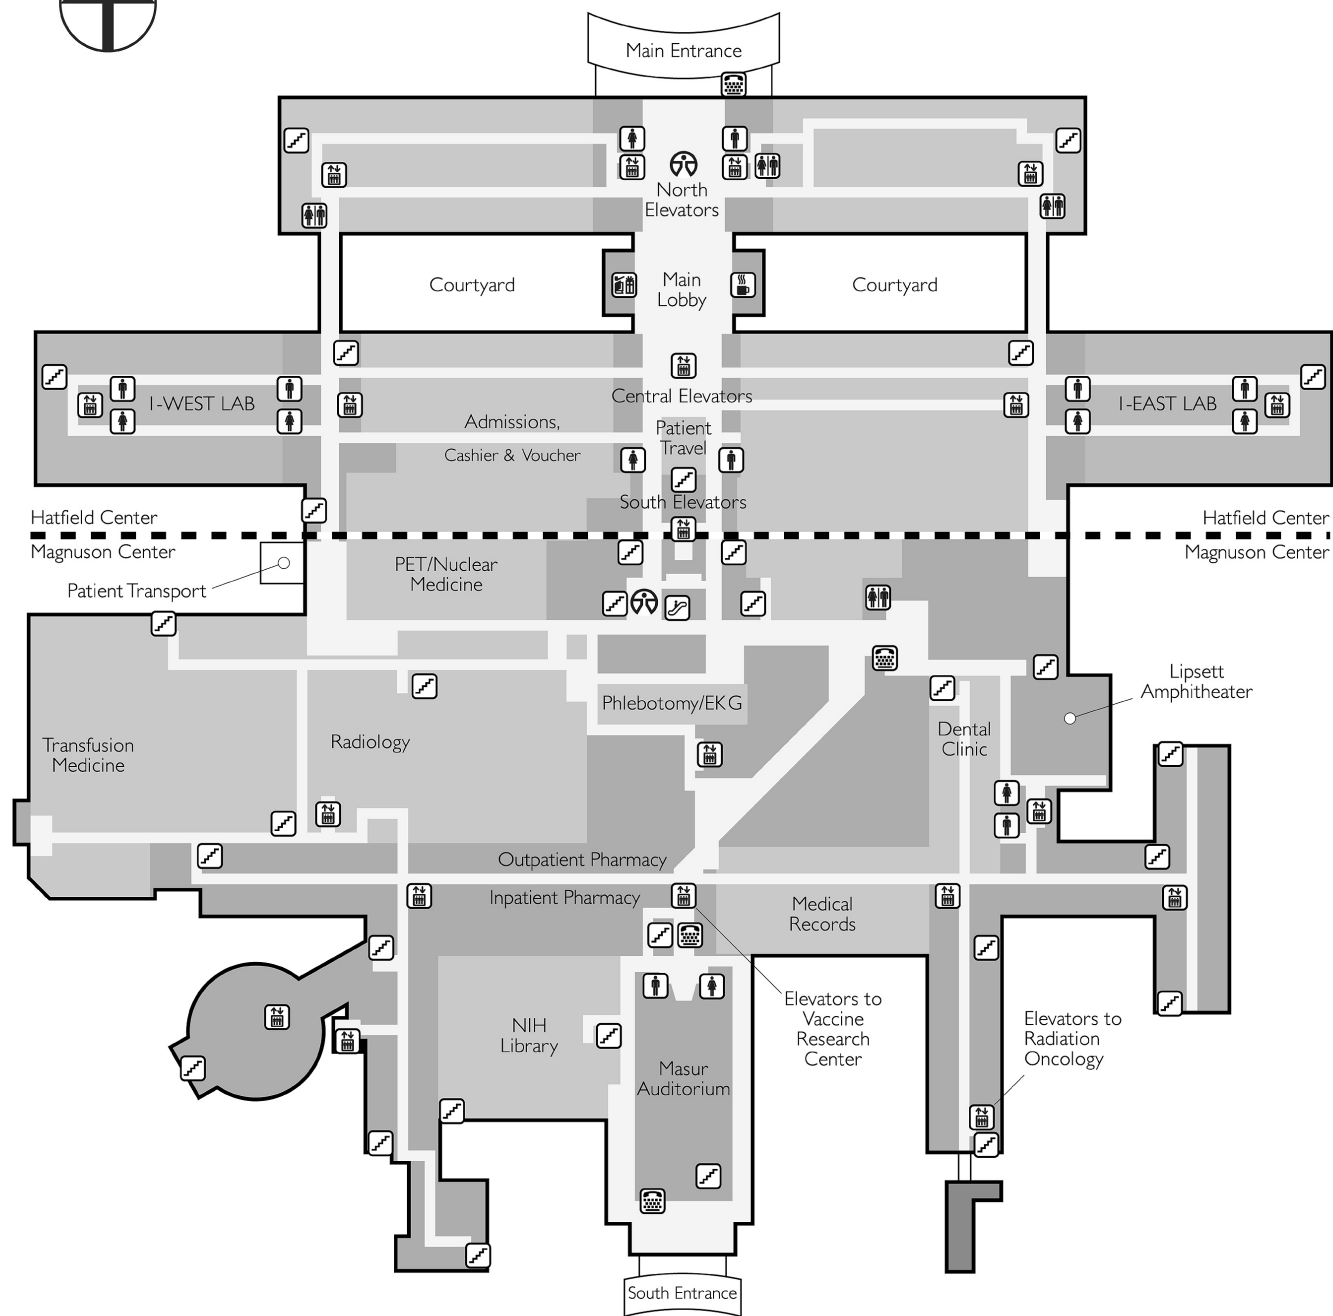 Main Entrance
North
Elevators
Courtyard
Main
Lobby
Courtyard
Central Elevators
1-WEST LAB
1-EAST LAB
Admissions,
Cashier & Voucher
Patient
Travel
South Elevators
Hatfield Center
Hatfield Center
Magnuson Center
Magnuson Center
PET/Nuclear
Medicine
Patient Transport
Lipsett
Amphitheater
Phlebotomy/EKG
Transfusion
Medicine
Radiology
Dental
Clinic
Outpatient Pharmacy
Inpatient Pharmacy
Medical
Records
Elevators to
Vaccine
Research
Center
NIH
Library
Elevators to
Radiation
Oncology
Masur
Auditorium
South Entrance